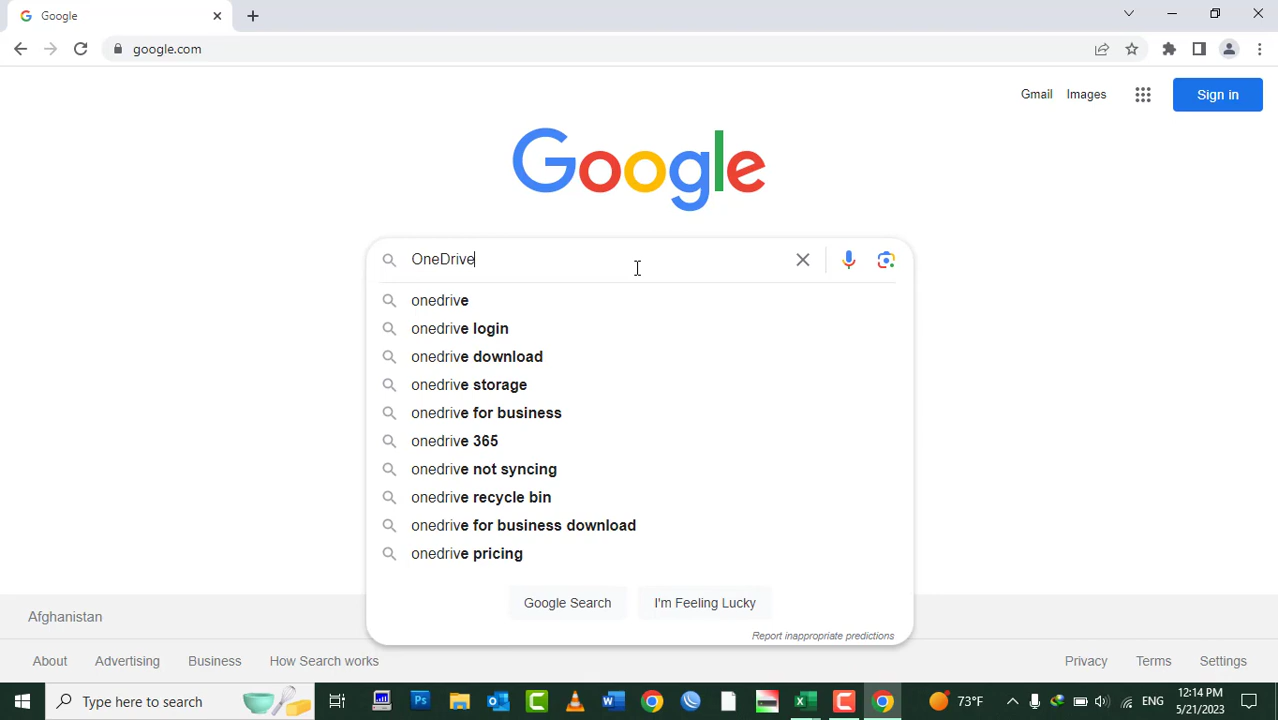 Google
google.com
Gmail Images Sign in
Google
OneDrive
onedrive
onedrive login
onedrive download
onedrive storage
onedrive for business
onedrive 365
onedrive not syncing
onedrive recycle bin
onedrive for business download
onedrive pricing
Google Search I'm Feeling Lucky
Report inappropriate predictions
Afghanistan
About Advertising Business How Search works Privacy Terms Settings
Type here to search Ps W C X 73°F ENG 12:14 PM
5/21/2023